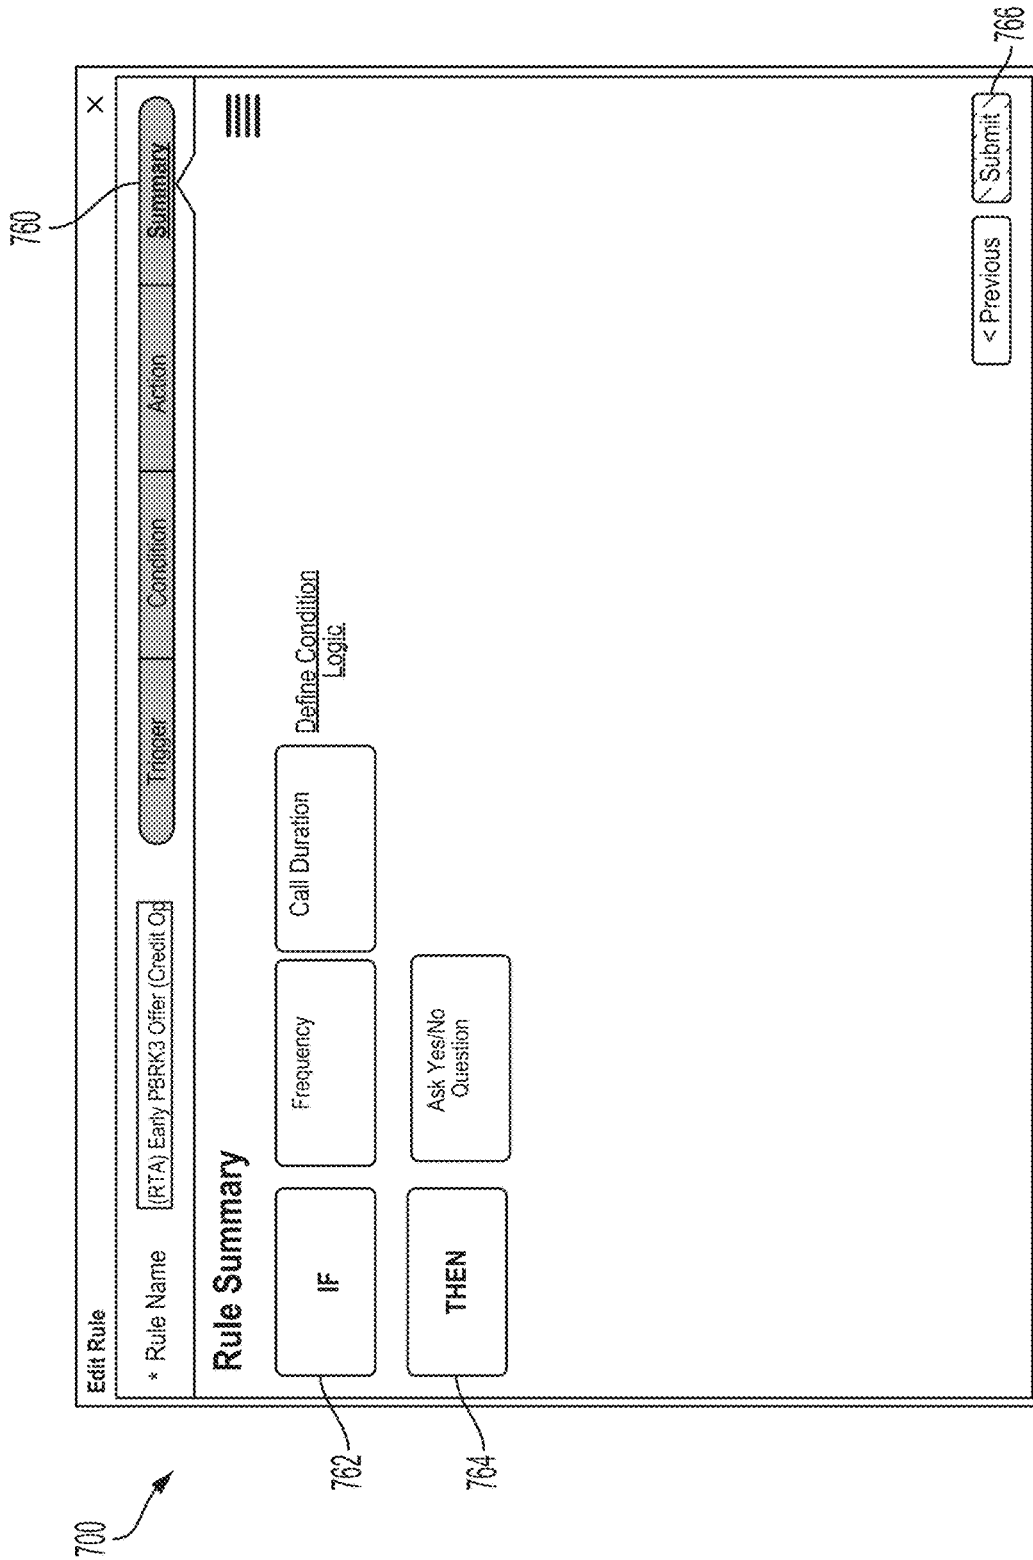 700
760
Edit Rule
X
* Rule Name
(RTA) Early PBRK3 Offer (Credit Op
Trigger
Condition
Action
Summary
Rule Summary
762
IF
Frequency
Call Duration
Define Condition
Logic
764
THEN
Ask Yes/No
Question
< Previous
Submit
766